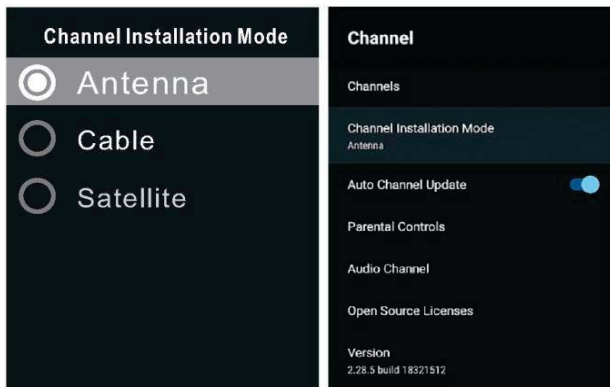 Channel Installation Mode
Antenna
Cable
Satellite
Channel
Channels
Channel Installation Mode
Antenna
Auto Channel Update
Parental Controls
Audio Channel
Open Source Licenses
Version
2.28.5 build 18321512